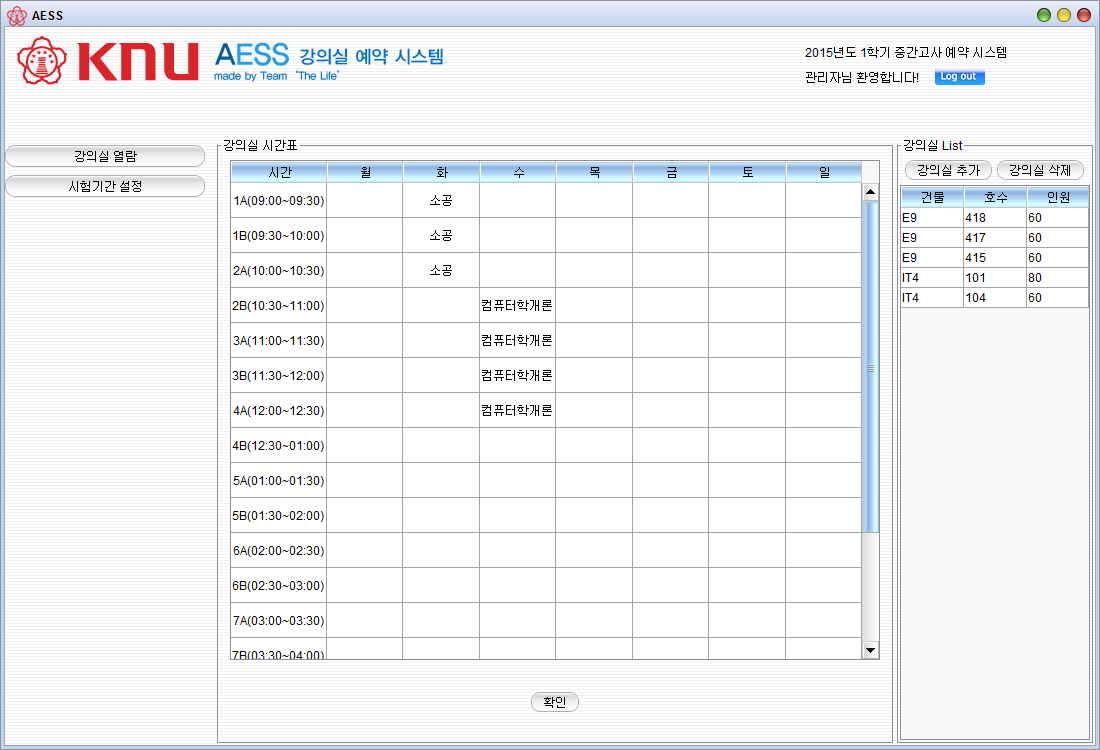 AESS
KNU AESS 강의실 예약 시스템
made by Team 'The Life'
2015년도 1학기 중간고사 예약 시스템
관리자님 환영합니다! Log out
강의실 열람
시험기간 설정
강의실 시간표
시간 월 화 수 목 금 토 일
1A(09:00~09:30) 소공
1B(09:30~10:00) 소공
2A(10:00~10:30) 소공
2B(10:30~11:00) 컴퓨터학개론
3A(11:00~11:30) 컴퓨터학개론
3B(11:30~12:00) 컴퓨터학개론
4A(12:00~12:30) 컴퓨터학개론
4B(12:30~01:00)
5A(01:00~01:30)
5B(01:30~02:00)
6A(02:00~02:30)
6B(02:30~03:00)
7A(03:00~03:30)
7B(03:30~04:00)
확인
강의실 List
강의실 추가 강의실 삭제
건물 호수 인원
E9 418 60
E9 417 60
E9 415 60
IT4 101 80
IT4 104 60